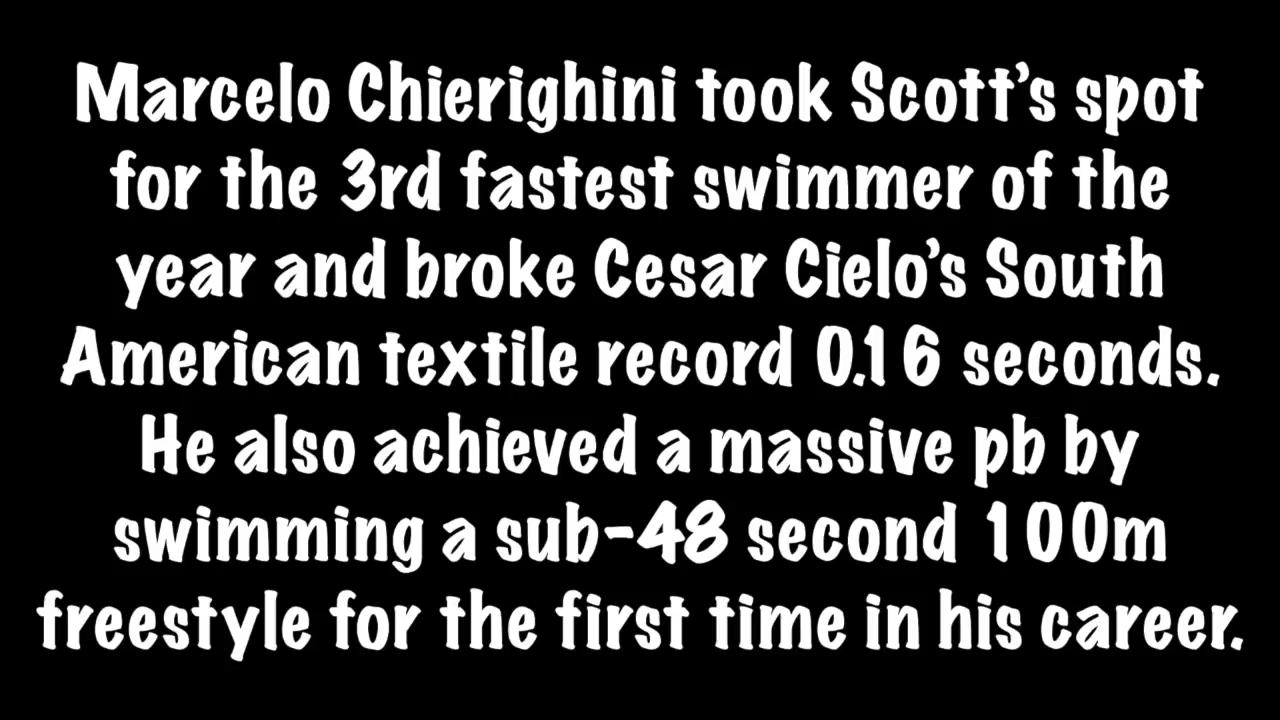 Marcelo Chierighini took Scott's spot
for the 3rd fastest swimmer of the
year and broke Cesar Cielo's South
American textile record 0.16 seconds.
He also achieved a massive pb by
swimming a sub-48 second 100m
freestyle for the first time in his career.